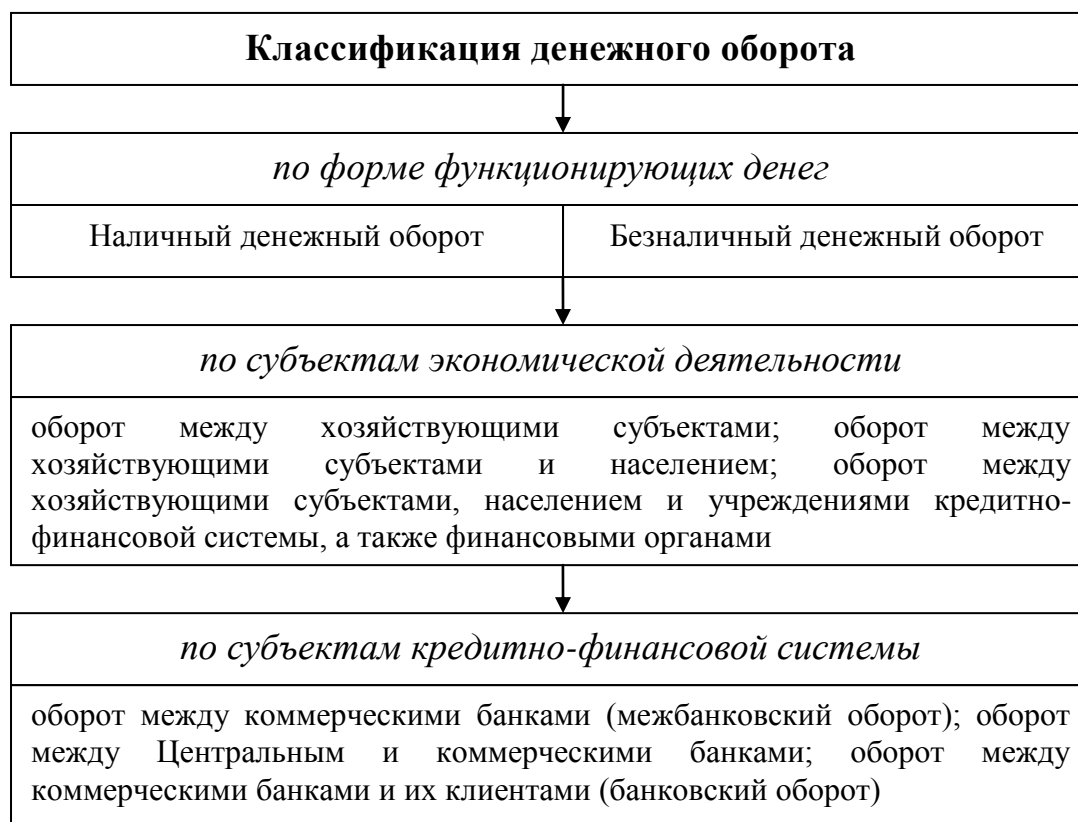 Классификация денежного оборота
по форме функционирующих денег
Наличный денежный оборот
Безналичный денежный оборот
по субъектам экономической деятельности
оборот между хозяйствующими субъектами; оборот между
хозяйствующими субъектами и населением; оборот между
хозяйствующими субъектами, населением и учреждениями кредитно-
финансовой системы, а также финансовыми органами
по субъектам кредитно-финансовой системы
оборот между коммерческими банками (межбанковский оборот); оборот
между Центральным и коммерческими банками; оборот между
коммерческими банками и их клиентами (банковский оборот)